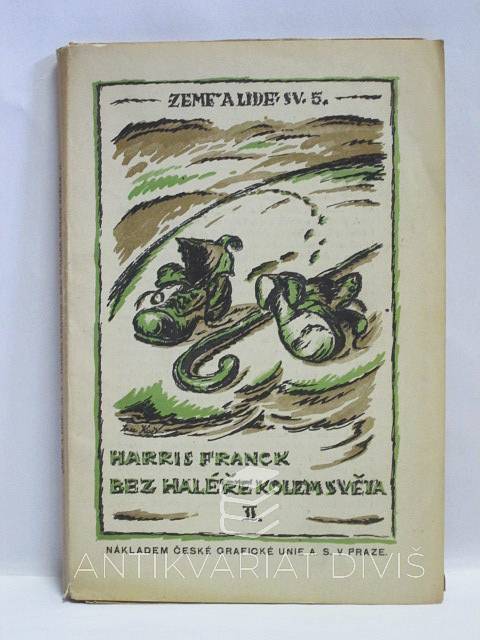 ZEMĚ A LIDÉ: SV. 5.
HARRIS FRANCK
BEZ HALÉŘE KOLEM SVĚTA
II.
NÁKLADEM ČESKÉ GRAFICKÉ UNIE A. S. V PRAZE.
ANTIKVARIÁT DIVIŠ